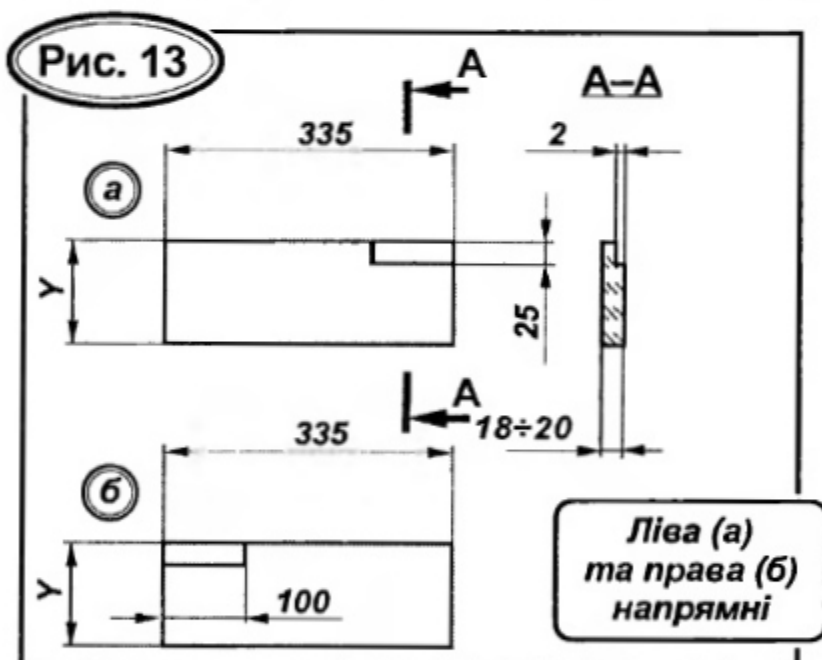 Рис. 13
А
А–А
335
2
а
Y
25
А
335
18÷20
б
Y
100
Ліва (а)
та права (б)
напрямні